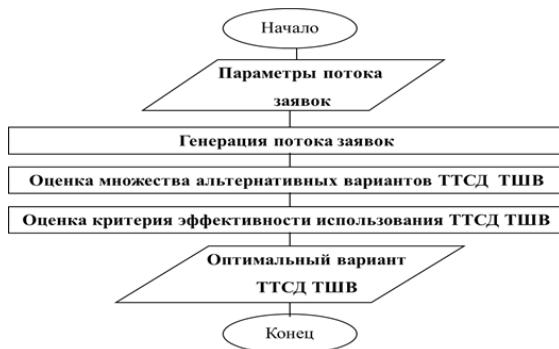 Начало
Параметры потока
заявок
Генерация потока заявок
Оценка множества альтернативных вариантов ТТСД ТШВ
Оценка критерия эффективности использования ТТСД ТШВ
Оптимальный вариант
ТТСД ТШВ
Конец